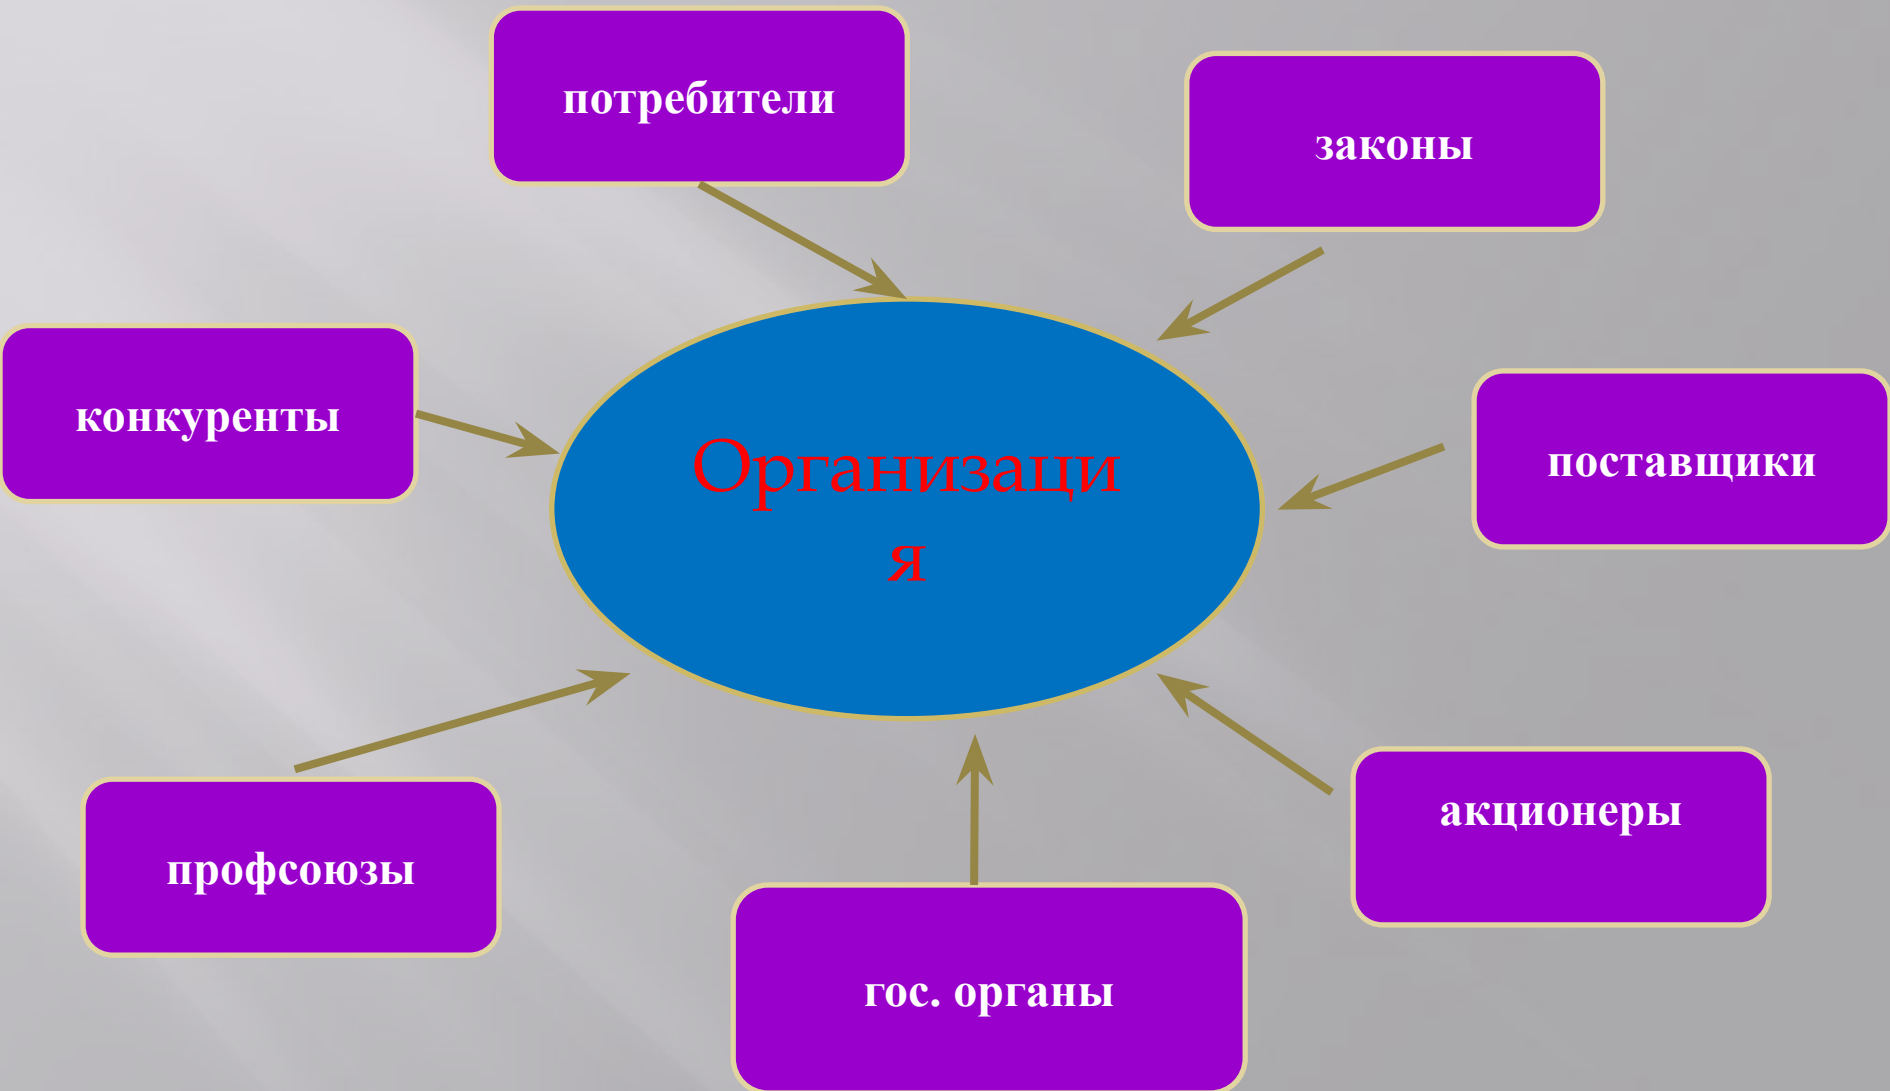 потребители
законы
конкуренты
поставщики
Организаци
я
акционеры
профсоюзы
гос. органы